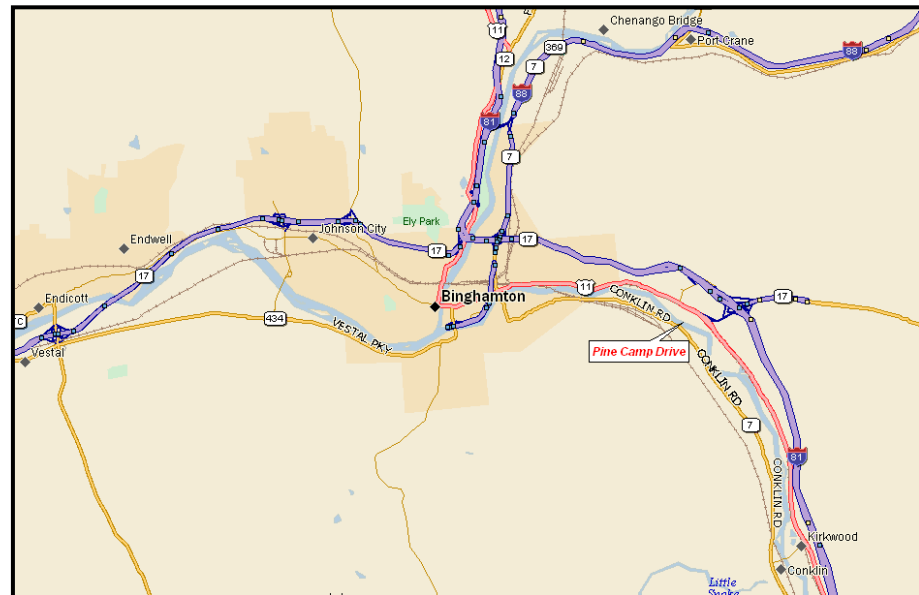 Chenango Bridge
11
369
Port Crane
12
7
88
88
81
7
Ely Park
Johnson City
Endwell
17
17
17
11
Binghamton
CONKLIN RD
17
Endicott
434
VESTAL PKY
Pine Camp Drive
Vestal
CONKLIN RD
7
81
CONKLIN RD
Kirkwood
Conklin
Little
Snake